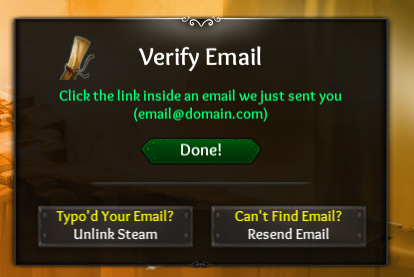 Verify Email
Click the link inside an email we just sent you
(email@domain.com)
Done!
Typo'd Your Email?
Unlink Steam
Can't Find Email?
Resend Email